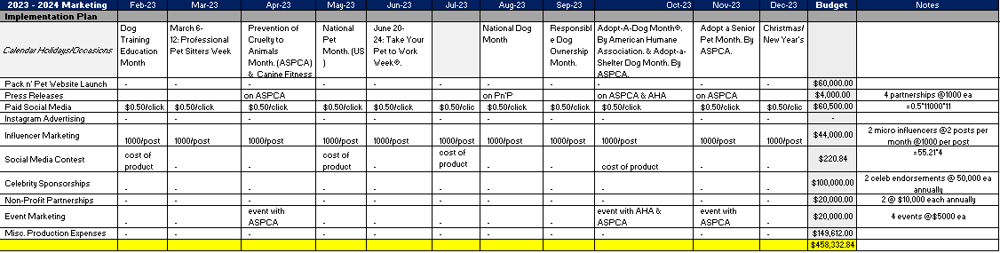 2023 - 2024 Marketing Feb-23 Mar-23 Apr-23 May-23 Jun-23 Jul-23 Aug-23 Sep-23 Oct-23 Nov-23 Dec-23 Budget Notes
Implementation Plan
Calendar Holidays/Occasions
Dog
Training
Education
Month
March 6-
12: Professional
Pet Sitters Week
Prevention of
Cruelty to
Animals
Month. (ASPCA)
& Canine Fitness
National
Pet
Month. (US
)
June 20-
24: Take Your
Pet to Work
Week®.
National Dog
Month
Responsibl
e Dog
Ownership
Month.
Adopt-A-Dog Month®.
By American Humane
Association. & Adopt-a-
Shelter Dog Month. By
ASPCA.
Adopt a Senior
Pet Month. By
ASPCA.
Christmas/
New Year's
Pack n' Pet Website Launch - - - - - - - - - - - $60,000.00
Press Releases - - on ASPCA - - - on Pn'P - on ASPCA & AHA on ASPCA - $4,000.00 4 partnerships @1000 ea
Paid Social Media $0.50/click $0.50/click $0.50/click $0.50/click $0.50/click $0.50/clic $0.50/click $0.50/click $0.50/click $0.50/click $0.50/clic $60,500.00 =0.5*11000*11
Instagram Advertising - - - - - - - - - - - -
Influencer Marketing 1000/post 1000/post 1000/post 1000/post 1000/post 1000/post 1000/post 1000/post 1000/post 1000/post 1000/post $44,000.00
2 micro influencers @2 posts per
month @1000 per post
Social Media Contest
cost of
product
- -
cost of
product
-
cost of
product
- - cost of product - - $220.84 =55.21*4
Celebrity Sponsorships - - - - - - - - - - - $100,000.00
2 celeb endorsements @ 50,000 ea
annually
Non-Profit Partnerships - - - - - - - - - - - $20,000.00 2 @ $10,000 each annually
Event Marketing - -
event with
ASPCA
- - - - -
event with AHA &
ASPCA
event with
ASPCA
- $20,000.00 4 events @$5000 ea
Misc. Production Expenses - - - - - - - - - - - $149,612.00
$458,332.84